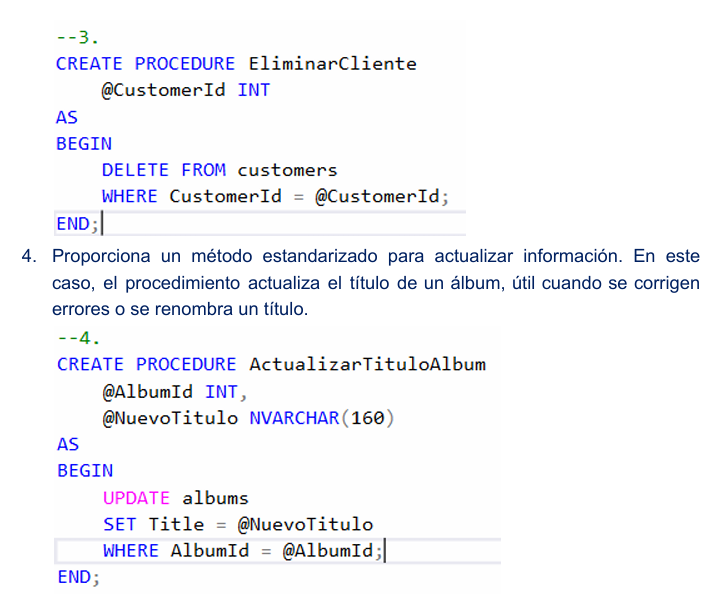 --3.
CREATE PROCEDURE EliminarCliente
@CustomerId INT
AS
BEGIN
DELETE FROM customers
WHERE CustomerId = @CustomerId;
END;
4. Proporciona un método estandarizado para actualizar información. En este
caso, el procedimiento actualiza el título de un álbum, útil cuando se corrigen
errores o se renombra un título.
--4.
CREATE PROCEDURE ActualizarTituloAlbum
@AlbumId INT,
@NuevoTitulo NVARCHAR(160)
AS
BEGIN
UPDATE albums
SET Title = @NuevoTitulo
WHERE AlbumId = @AlbumId;
END;